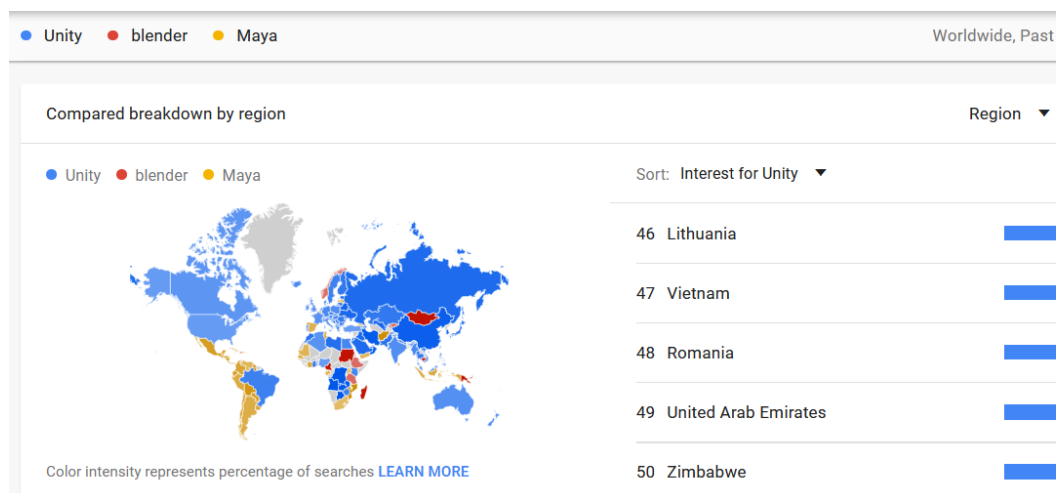 Unity blender Maya Worldwide, Past
Compared breakdown by region Region
Unity blender Maya
Sort: Interest for Unity
46 Lithuania
47 Vietnam
48 Romania
49 United Arab Emirates
50 Zimbabwe
Color intensity represents percentage of searches LEARN MORE